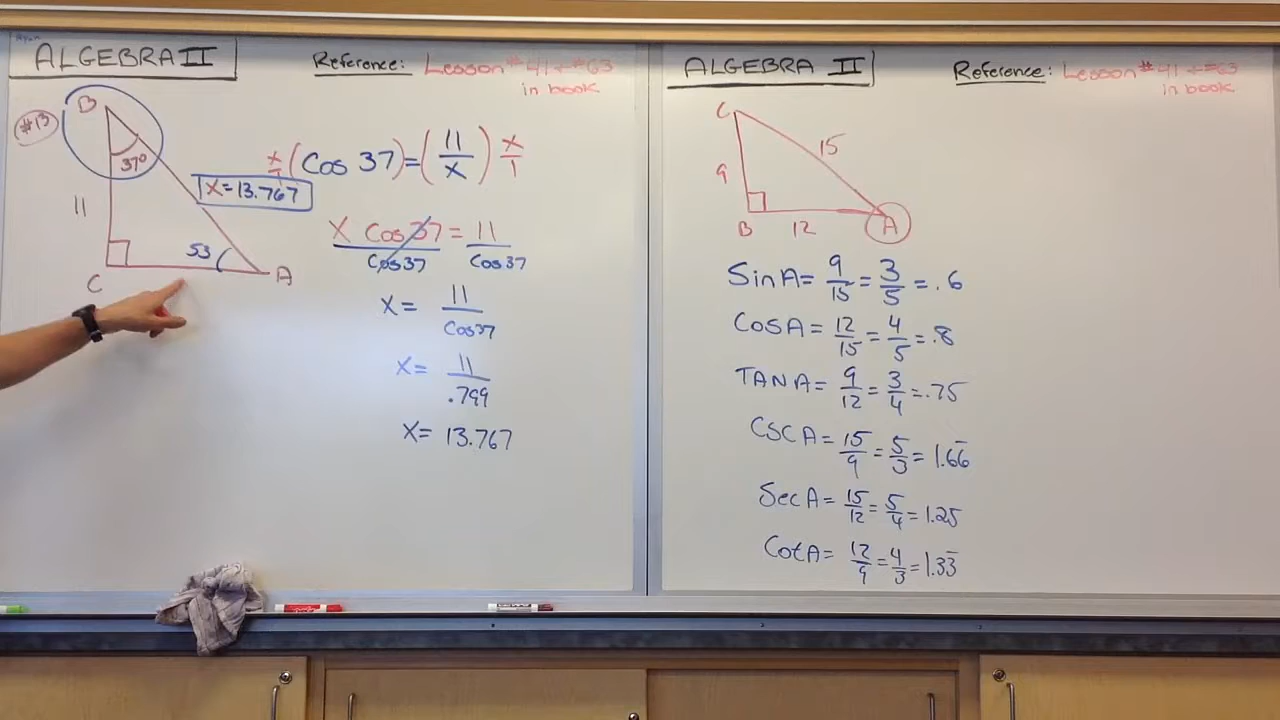 ALGEBRA II
Reference: Lesson #41 + #63
in book
#13
B
37°
11
X=13.767
53
C
A
x/1 (Cos 37) = (11/x) x/1
X Cos 37 / Cos 37 = 11 / Cos 37
X= 11/Cos37
X= 11/.799
X= 13.767
ALGEBRA II
Reference: Lesson #41 + #63
in book
C
15
9
B
12
A
Sin A= 9/15 = 3/5 = .6
COS A= 12/15 = 4/5 = .8
TAN A= 9/12 = 3/4 = .75
CSC A= 15/9 = 5/3 = 1.66̅
Sec A= 15/12 = 5/4 = 1.25
Cot A= 12/9 = 4/3 = 1.33̅